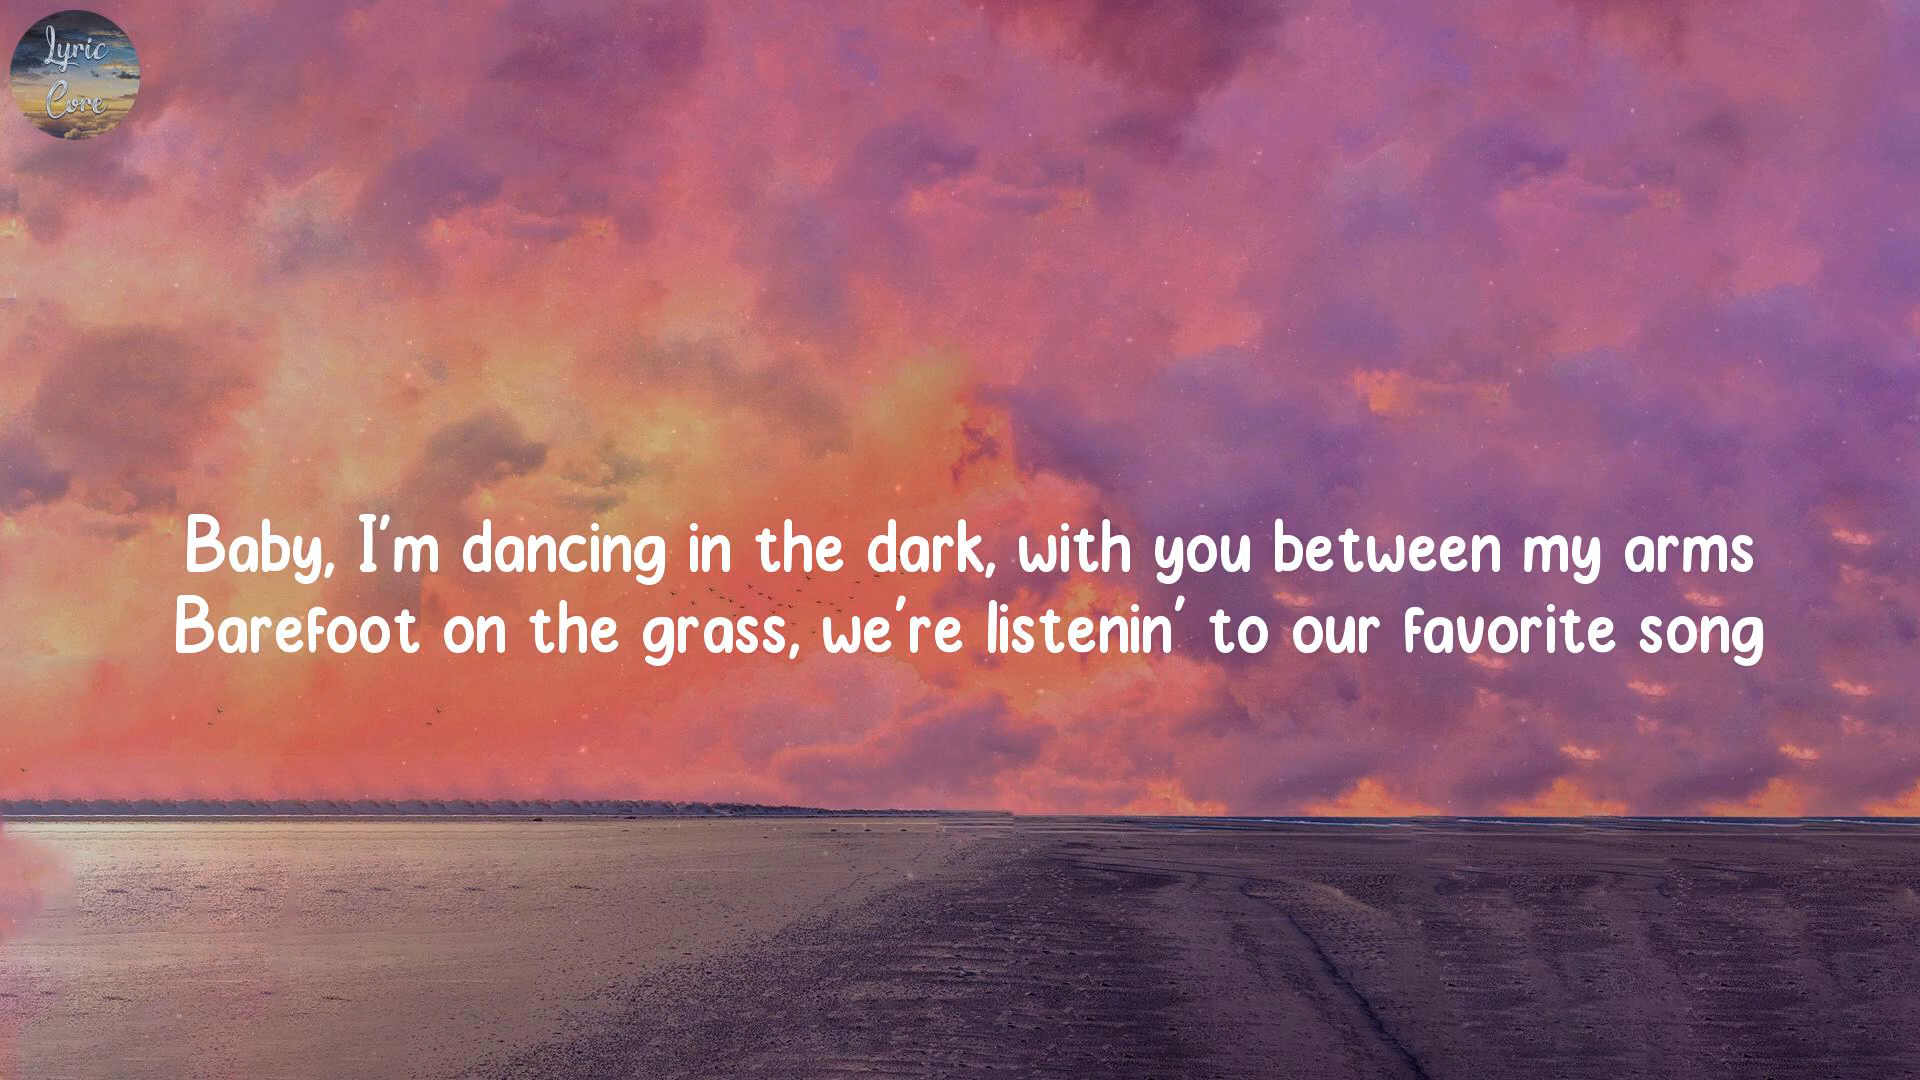 Lyric
Core
Baby, I'm dancing in the dark, with you between my arms
Barefoot on the grass, we're listenin' to our favorite song